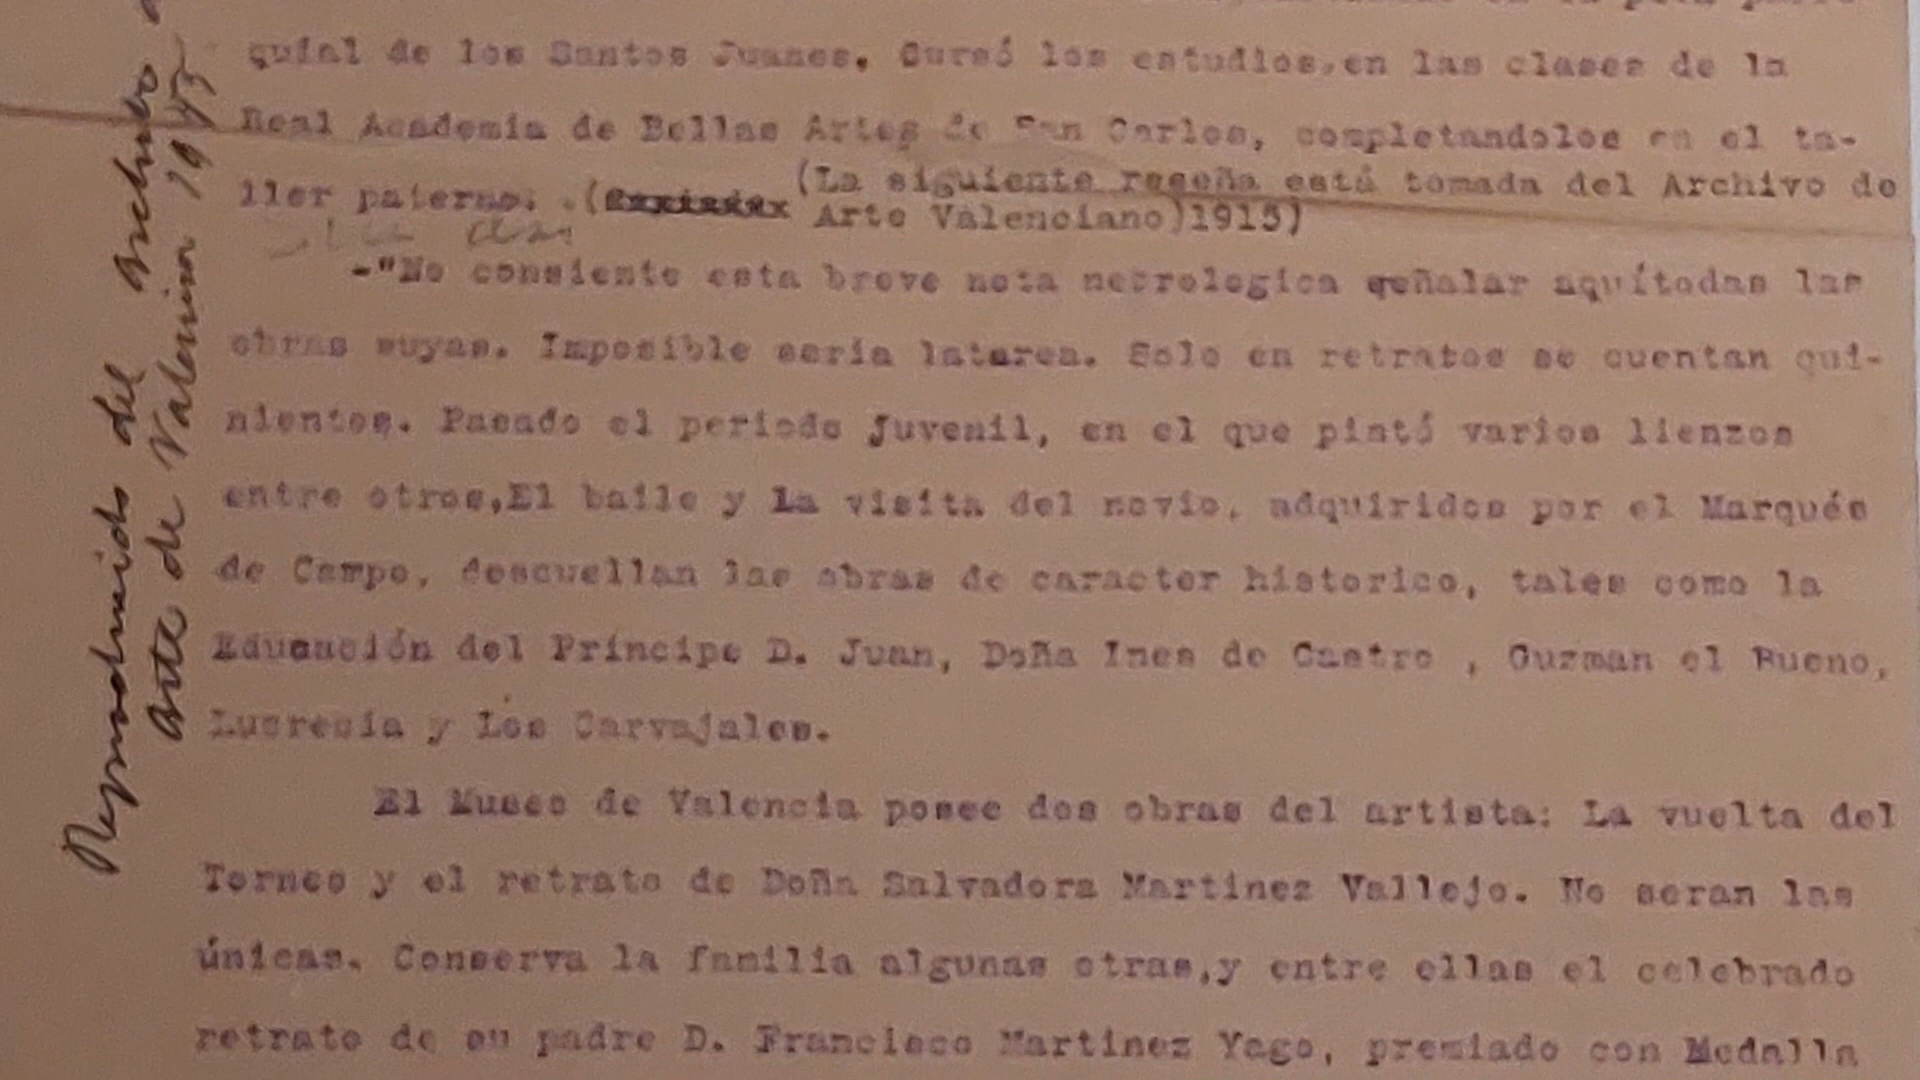 quial de los Santos Juanes. Cursó los estudios,en las clases de la
Real Academia de Bellas Artes de San Carlos, completandolos en el ta-
ller paterno. (
(La siguiente reseña está tomada del Archivo de
Arte Valenciano)1915)
-"No consiente esta breve nota necrologica señalar aquítodas las
obras suyas. Imposible seria latarea. Solo en retratos se cuentan qui-
nientos. Pasado el periodo juvenil, en el que pintó varios lienzos
entre otros,El baile y La visita del novio, adquiridos por el Marqués
de Campo, descuellan las obras de caracter historico, tales como la
Educación del Príncipe D. Juan, Doña Ines de Castro , Guzman el Bueno,
Lucrecia y Los Carvajales.
El Museo de Valencia posee dos obras del artista: La vuelta del
Torneo y el retrato de Doña Salvadora Martinez Vallejo. No seran las
únicas. Conserva la familia algunas otras,y entre ellas el celebrado
retrato de su padre D. Francisco Martinez Yago, premiado con Medalla
Reproducido del Archivo
Arte de Valencia